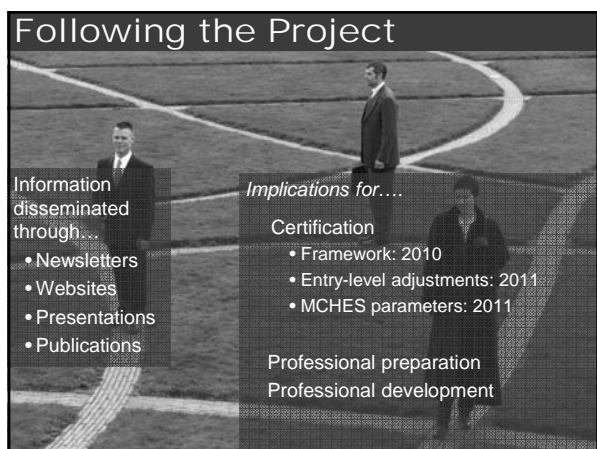 Following the Project
Information
disseminated
through…
• Newsletters
• Websites
• Presentations
• Publications
Implications for….
Certification
• Framework: 2010
• Entry-level adjustments: 2011
• MCHES parameters: 2011
Professional preparation
Professional development